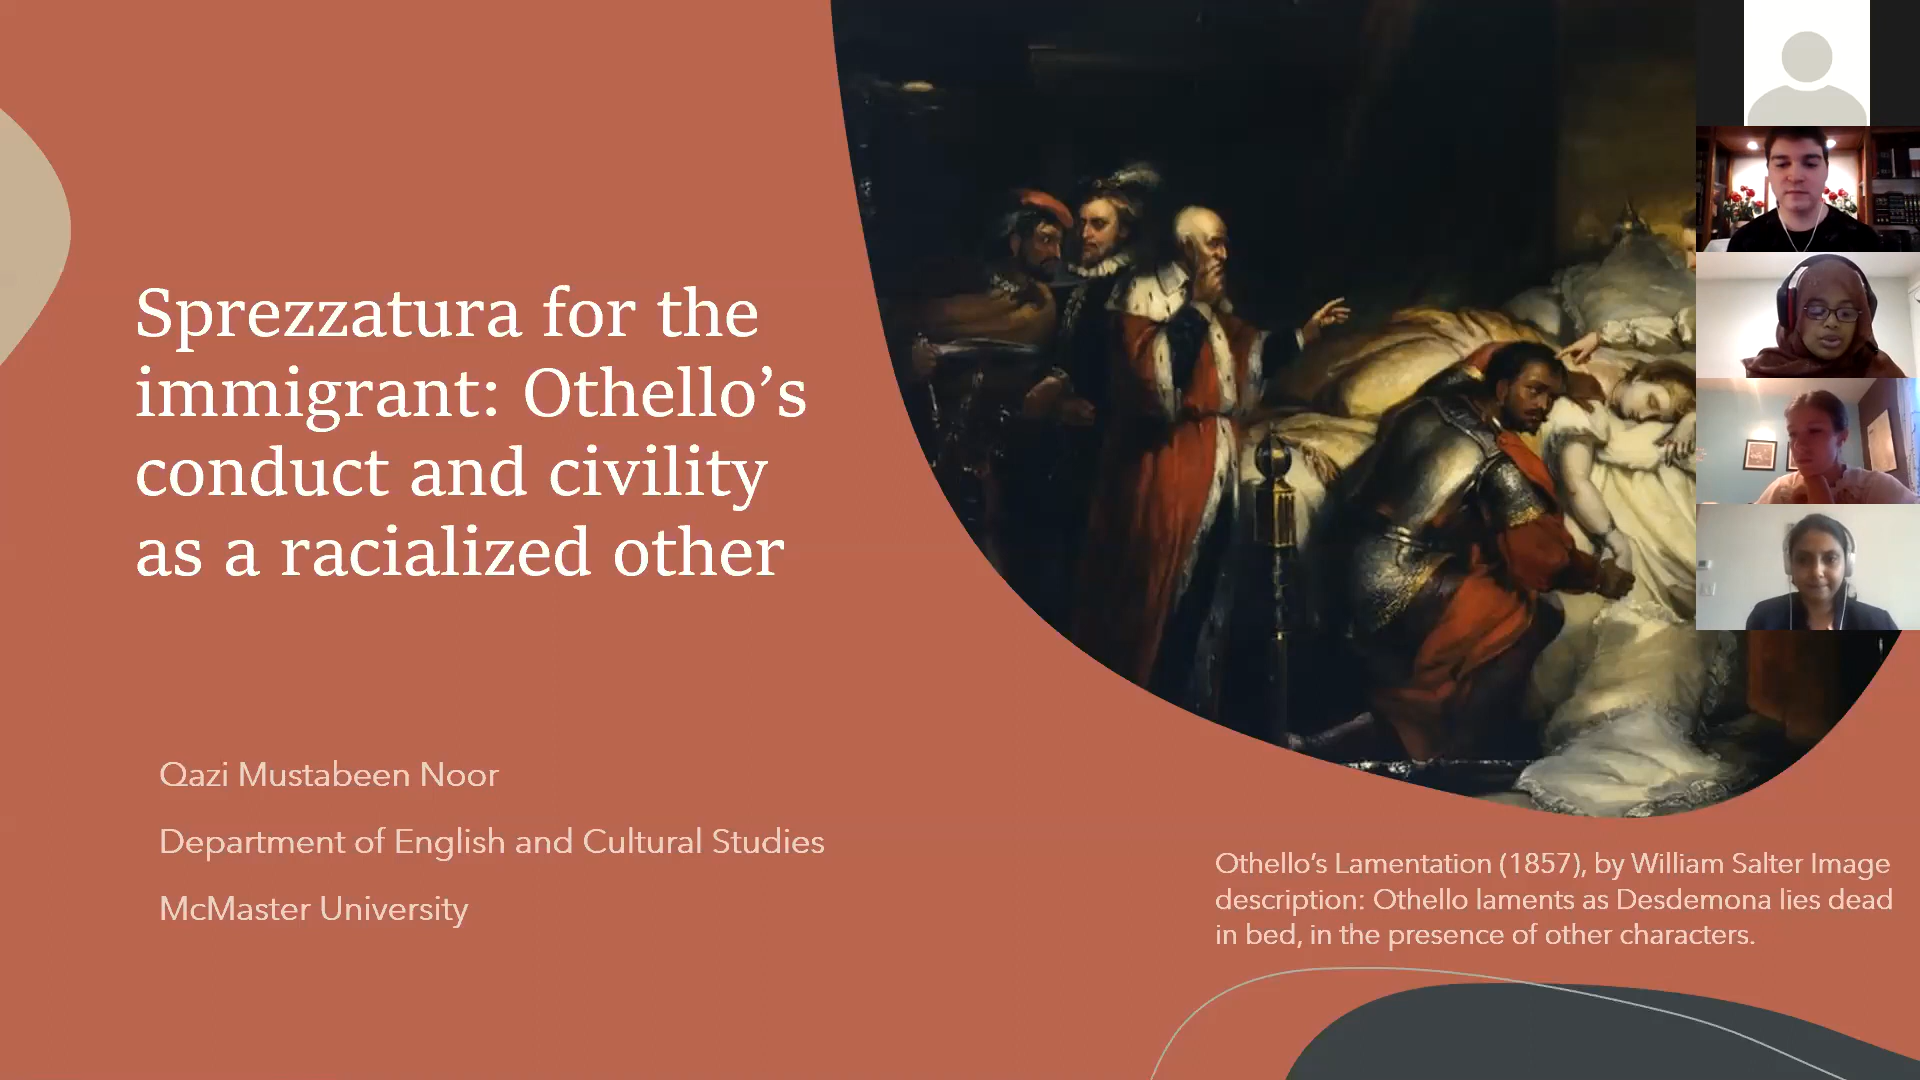 Sprezzatura for the
immigrant: Othello’s
conduct and civility
as a racialized other
Qazi Mustabeen Noor
Department of English and Cultural Studies
McMaster University
Othello’s Lamentation (1857), by William Salter Image
description: Othello laments as Desdemona lies dead
in bed, in the presence of other characters.